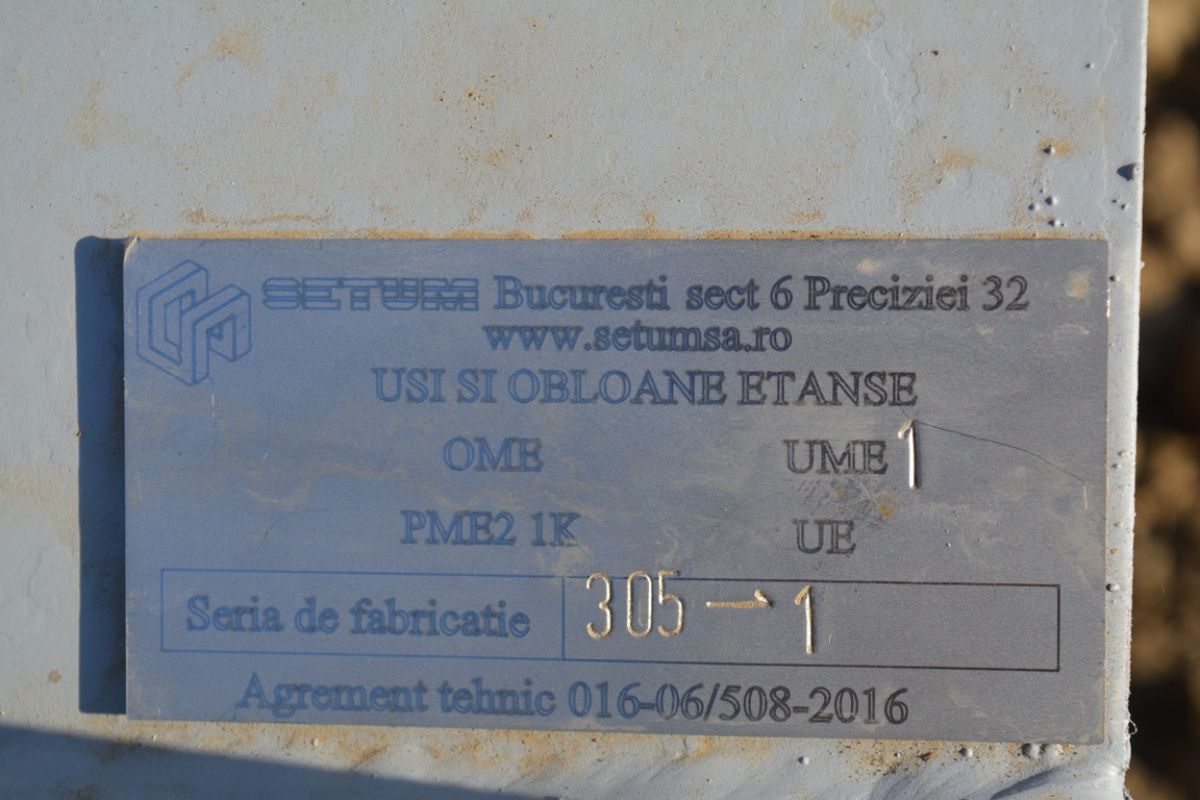 SETUM Bucuresti sect 6 Preciziei 32
www.setumsa.ro
USI SI OBLOANE ETANSE
OME UME 1
PME2 1K UE
Seria de fabricatie 305 → 1
Agrement tehnic 016-06/508-2016